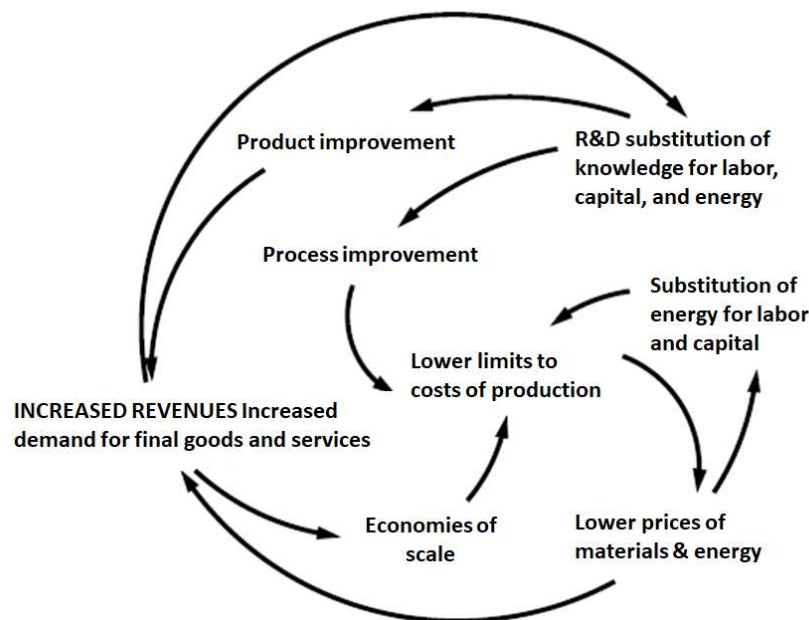 Product improvement
R&D substitution of
knowledge for labor,
capital, and energy
Process improvement
Substitution of
energy for labor
and capital
Lower limits to
costs of production
INCREASED REVENUES Increased
demand for final goods and services
Economies of
scale
Lower prices of
materials & energy